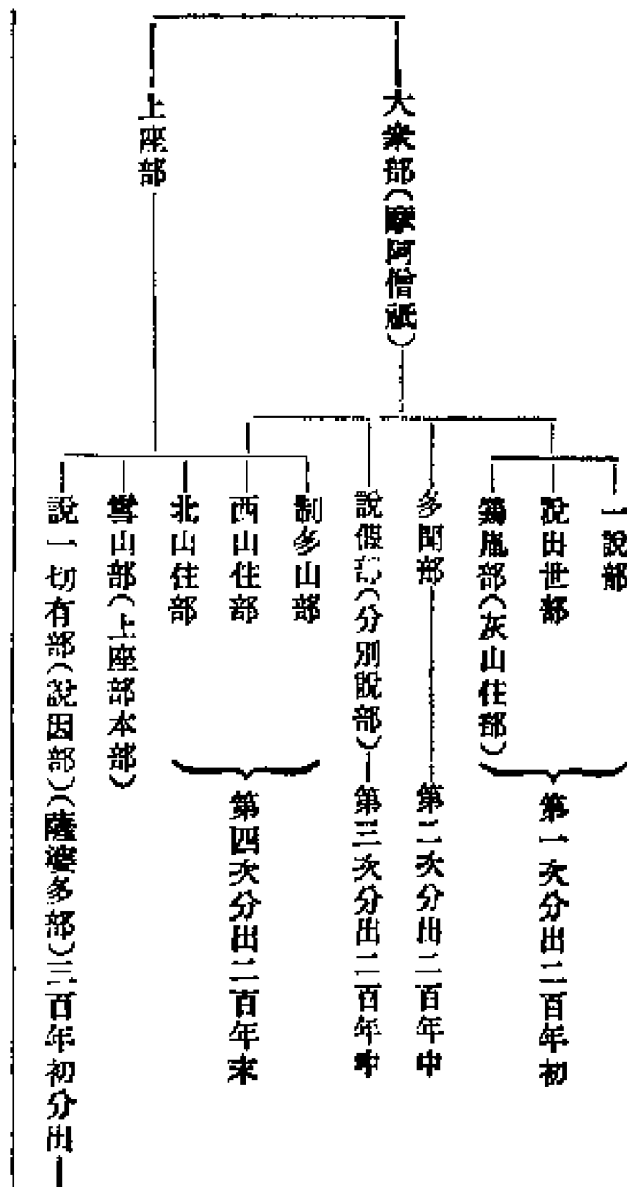 大衆部(摩阿僧祇)
一說部
說出世部
鷄胤部(灰山住部)
第一次分出二百年初
多聞部
第二次分出二百年中
說假部(分別說部)
第三次分出二百年中
制多山部
西山住部
北山住部
第四次分出二百年末
上座部
雪山部(上座部本部)
說一切有部(說因部)(薩婆多部)三百年初分出